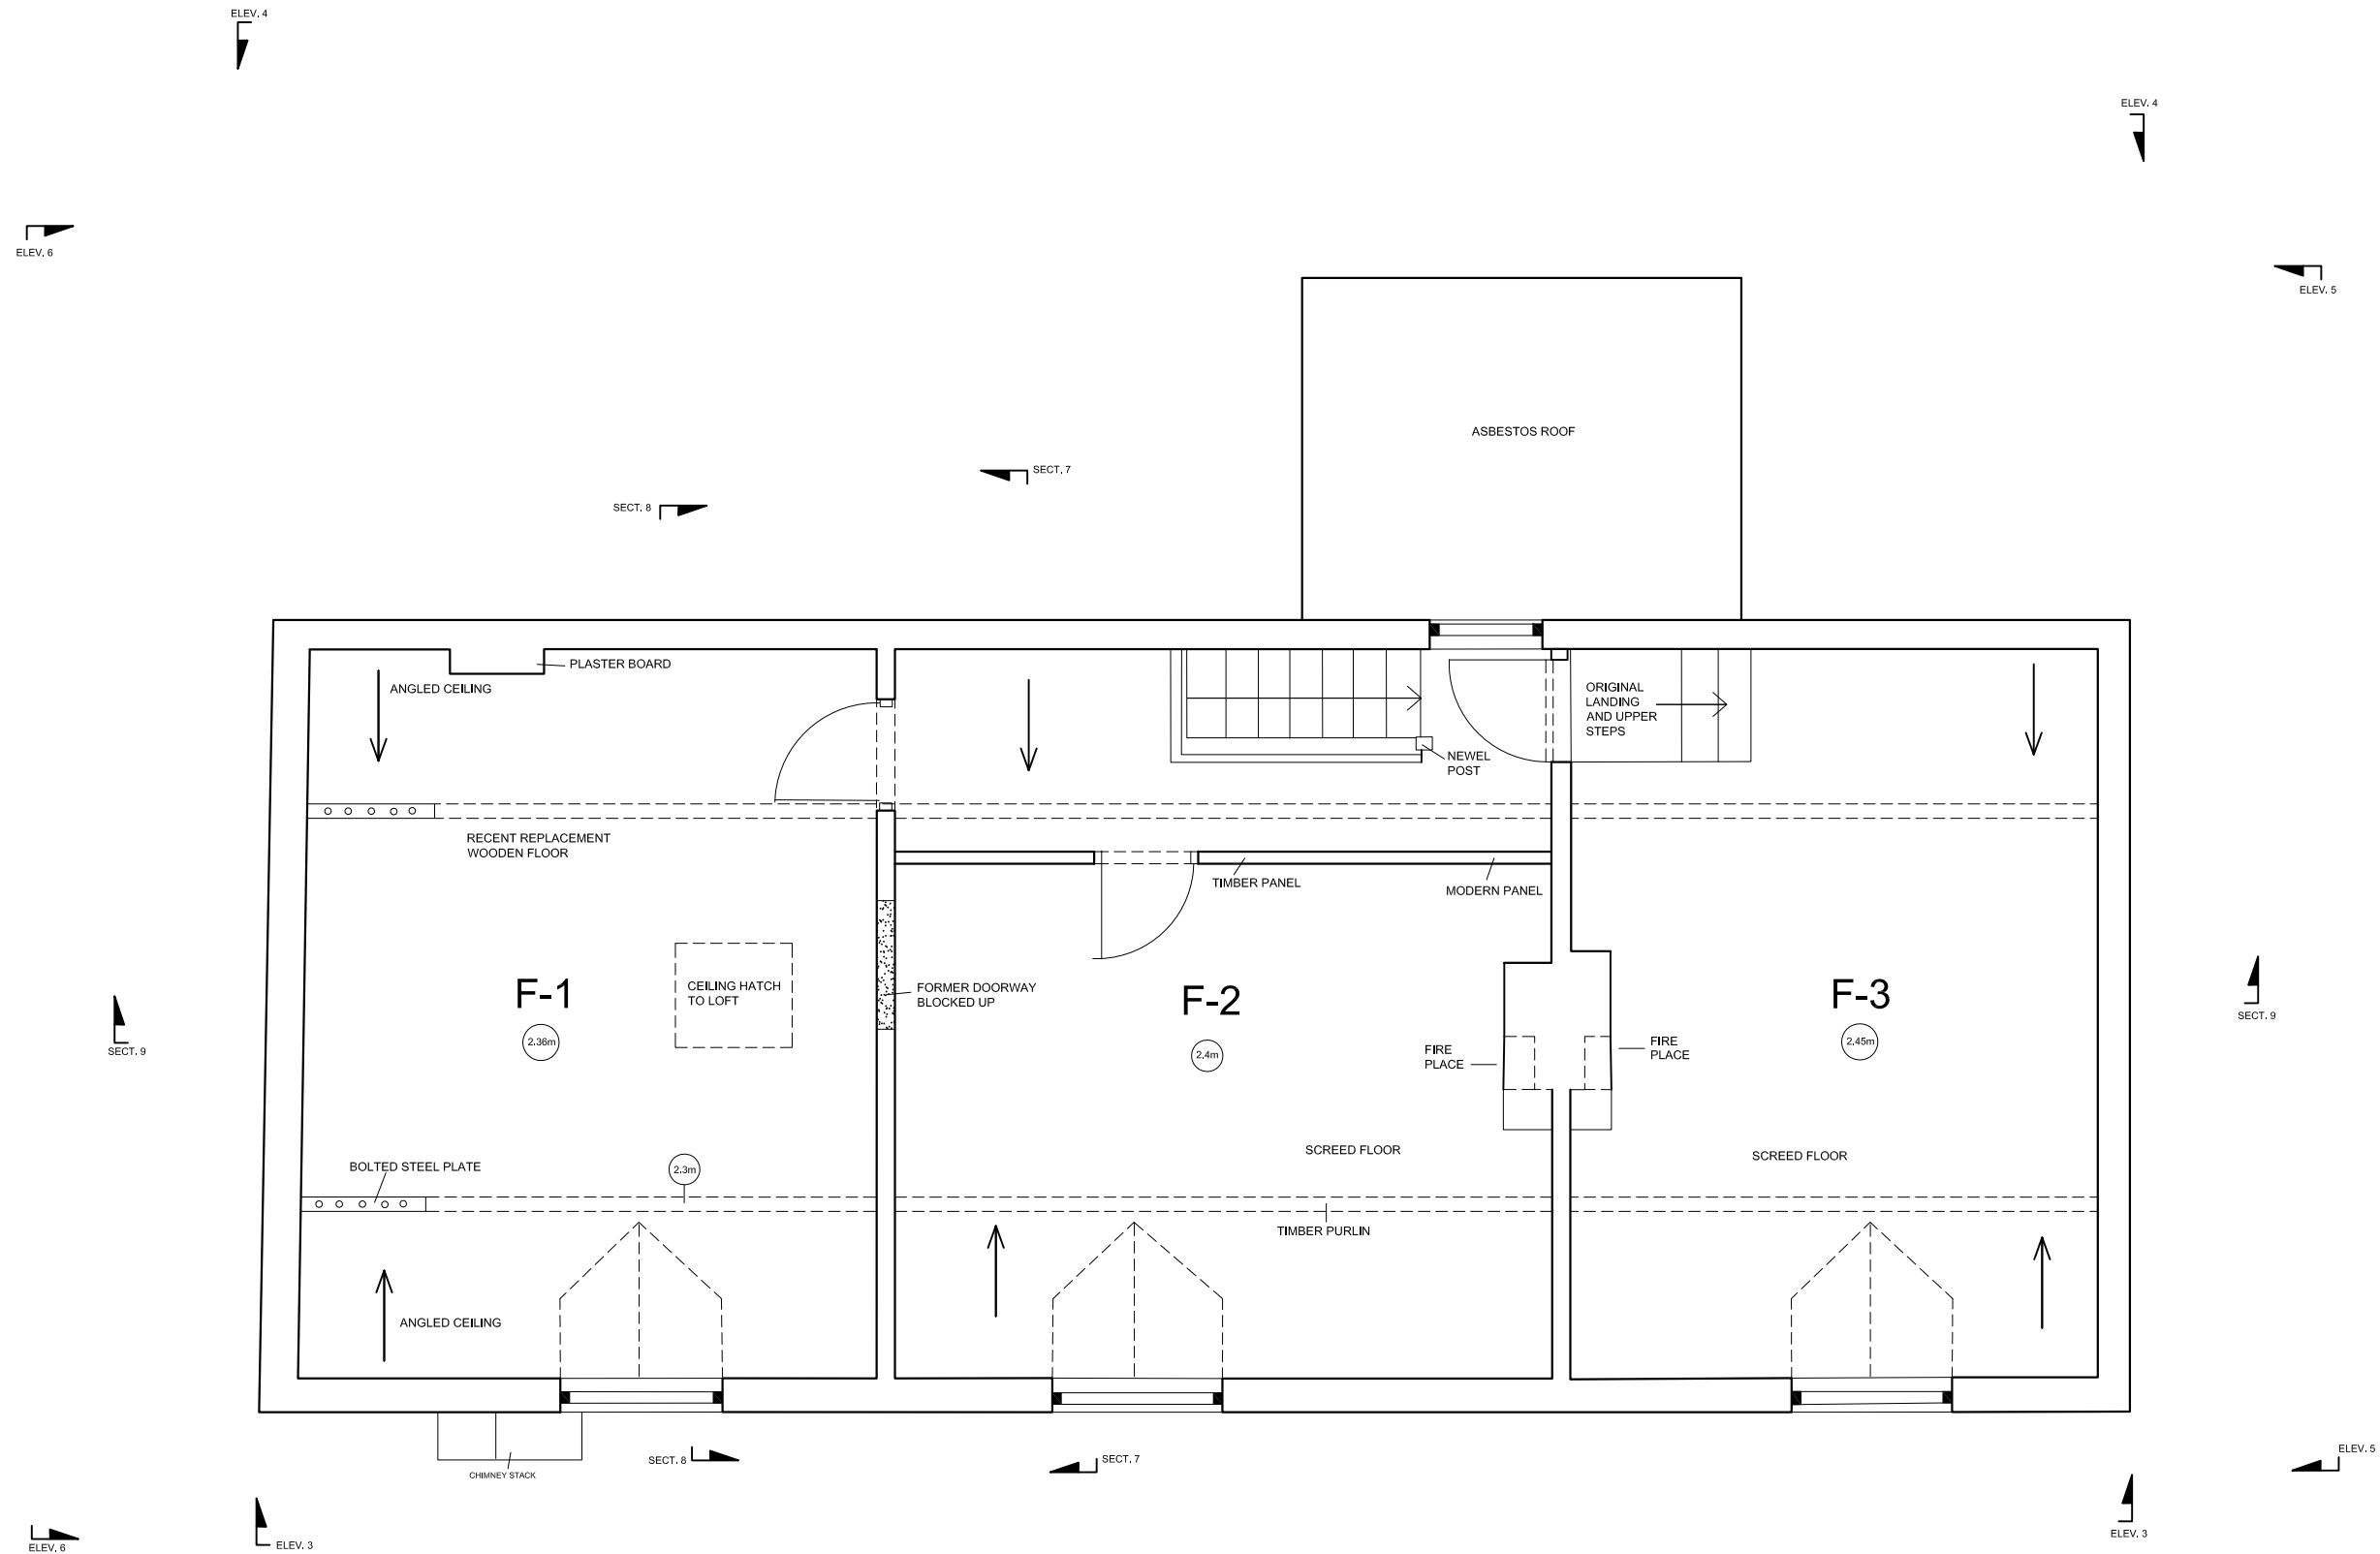 ELEV. 4
ELEV. 4
ELEV. 6
ELEV. 5
ASBESTOS ROOF
SECT. 7
SECT. 8
PLASTER BOARD
ANGLED CEILING
ORIGINAL
LANDING
AND UPPER
STEPS
NEWEL
POST
RECENT REPLACEMENT
WOODEN FLOOR
TIMBER PANEL
MODERN PANEL
CEILING HATCH
TO LOFT
FORMER DOORWAY
BLOCKED UP
F-1
2.36m
F-2
2.4m
F-3
2.45m
FIRE
PLACE
FIRE
PLACE
SECT. 9
SECT. 9
SCREED FLOOR
SCREED FLOOR
BOLTED STEEL PLATE
2.3m
TIMBER PURLIN
ANGLED CEILING
CHIMNEY STACK
SECT. 8
SECT. 7
ELEV. 5
ELEV. 6
ELEV. 3
ELEV. 3